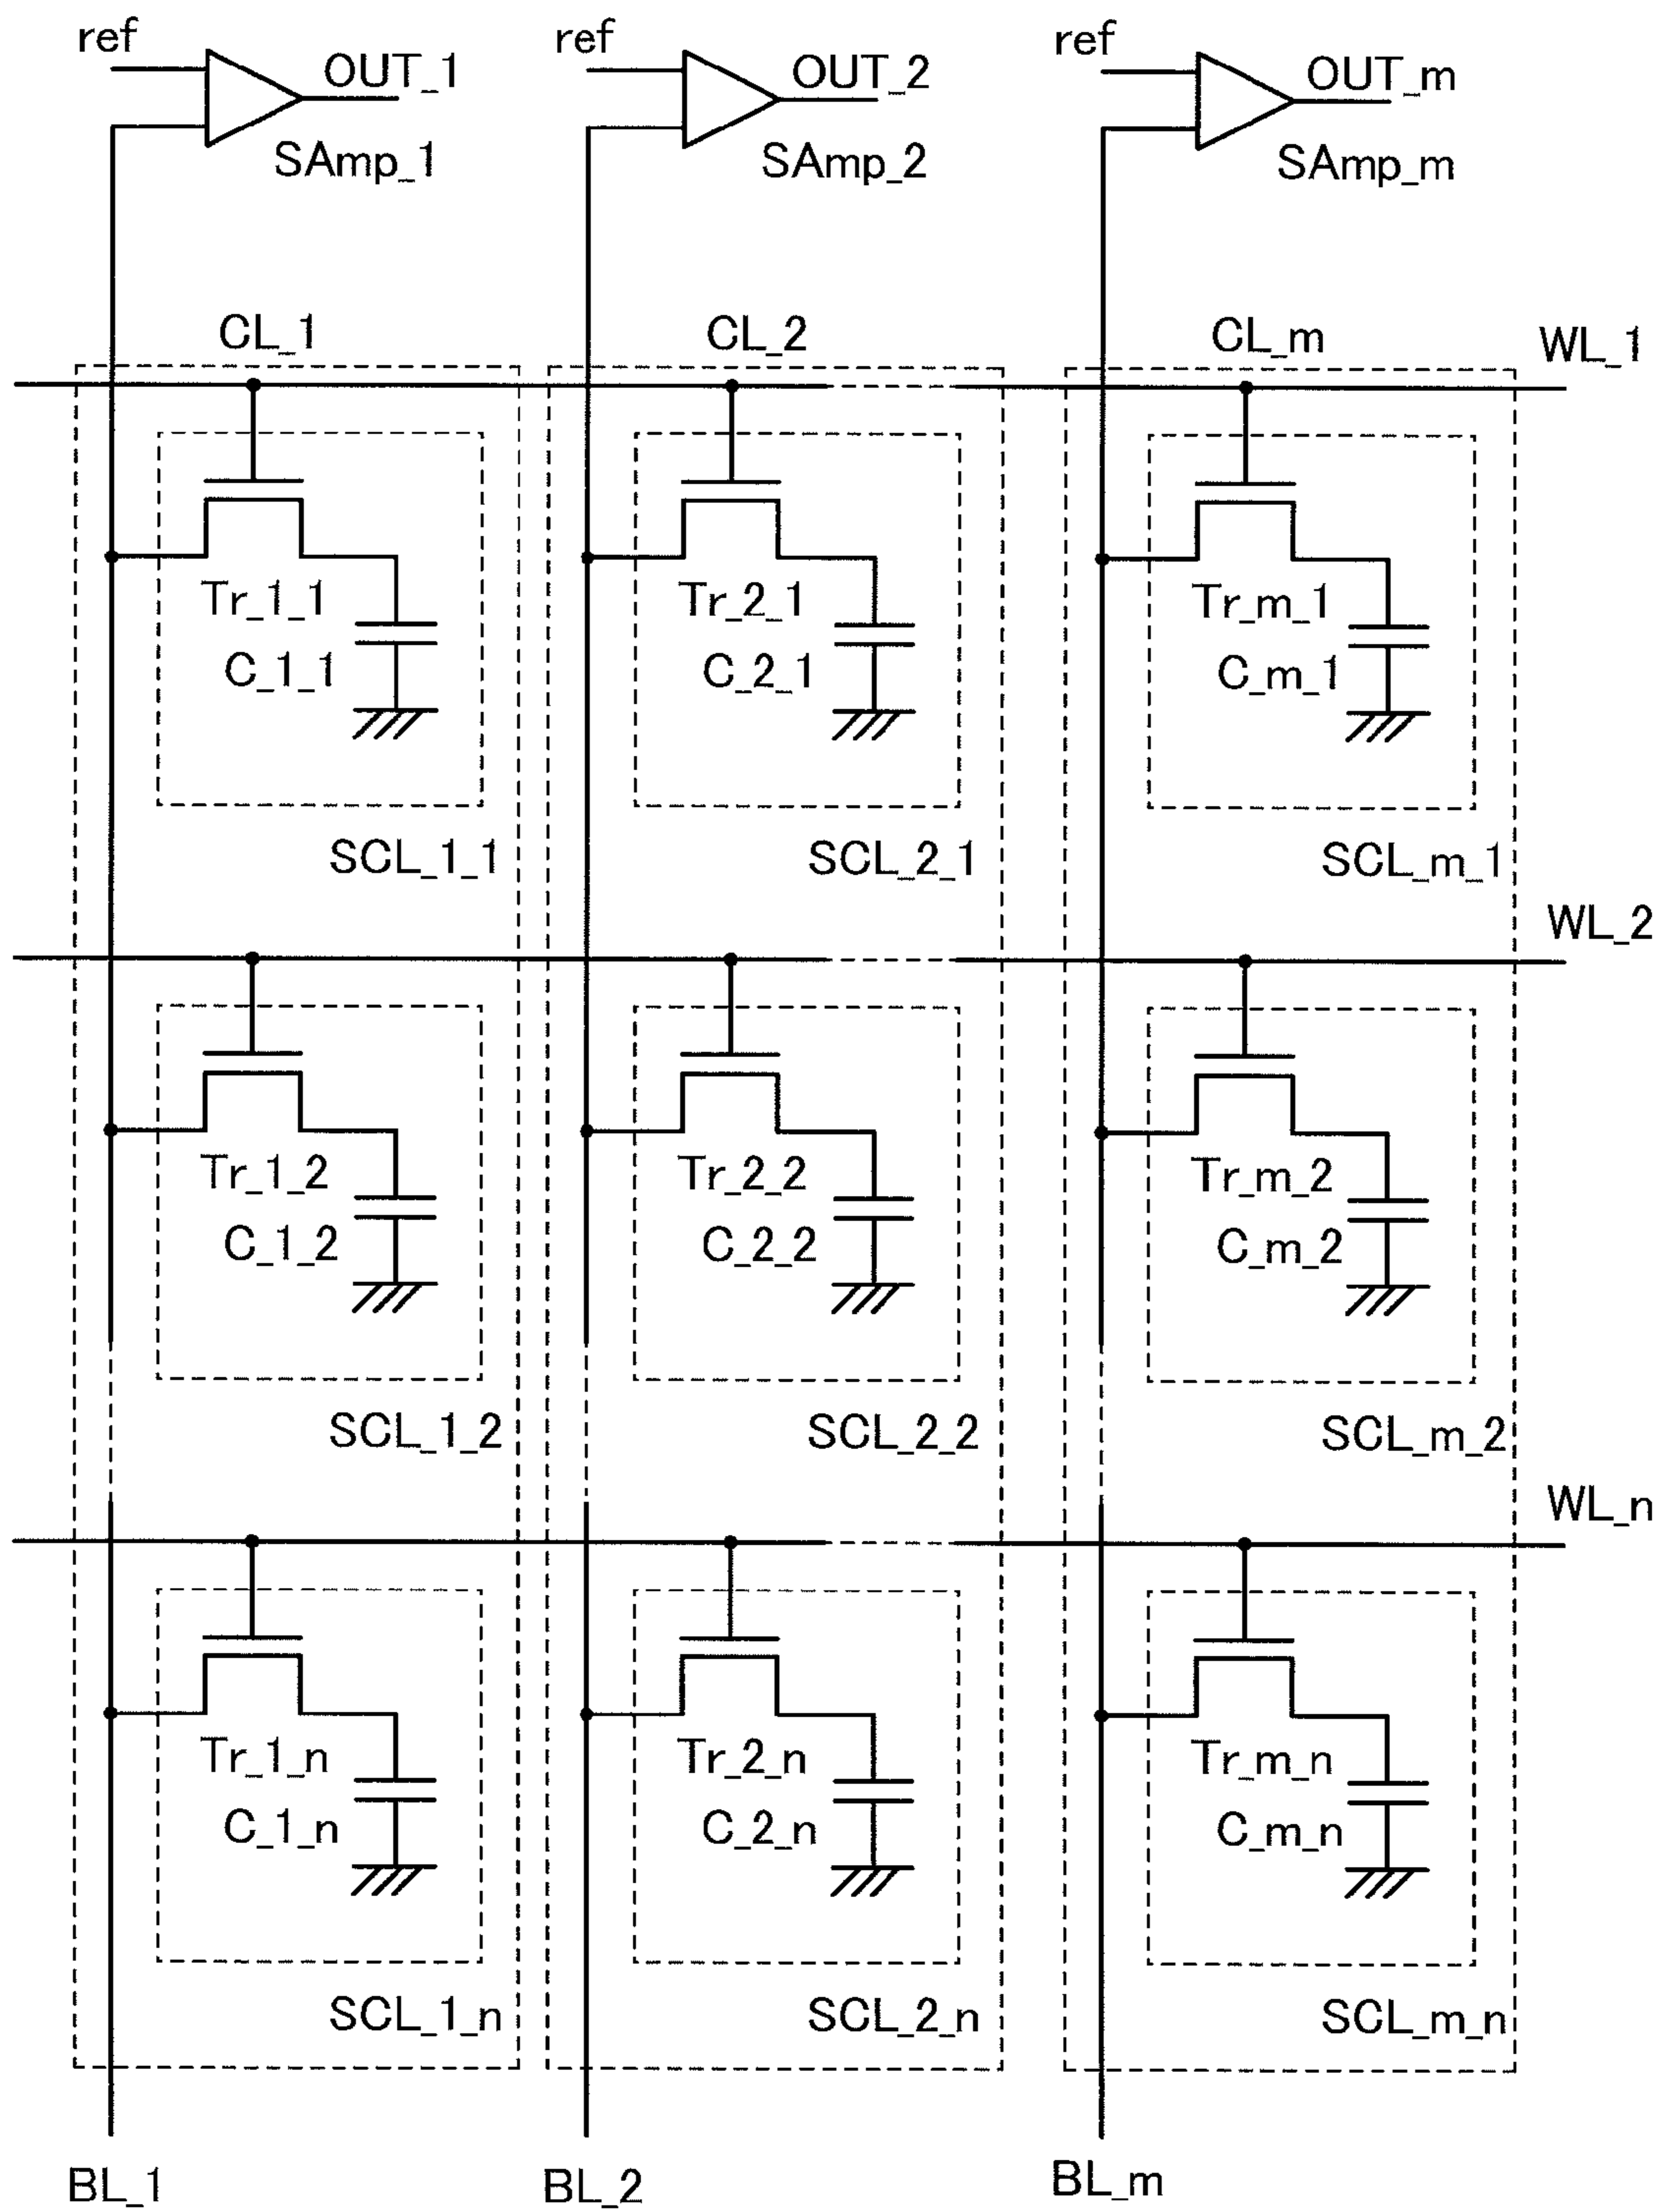 ref
OUT_1
SAmp_1
ref
OUT_2
SAmp_2
ref
OUT_m
SAmp_m
CL_1
CL_2
CL_m
WL_1
Tr_1_1
C_1_1
SCL_1_1
Tr_2_1
C_2_1
SCL_2_1
Tr_m_1
C_m_1
SCL_m_1
WL_2
Tr_1_2
C_1_2
SCL_1_2
Tr_2_2
C_2_2
SCL_2_2
Tr_m_2
C_m_2
SCL_m_2
WL_n
Tr_1_n
C_1_n
SCL_1_n
Tr_2_n
C_2_n
SCL_2_n
Tr_m_n
C_m_n
SCL_m_n
BL_1
BL_2
BL_m